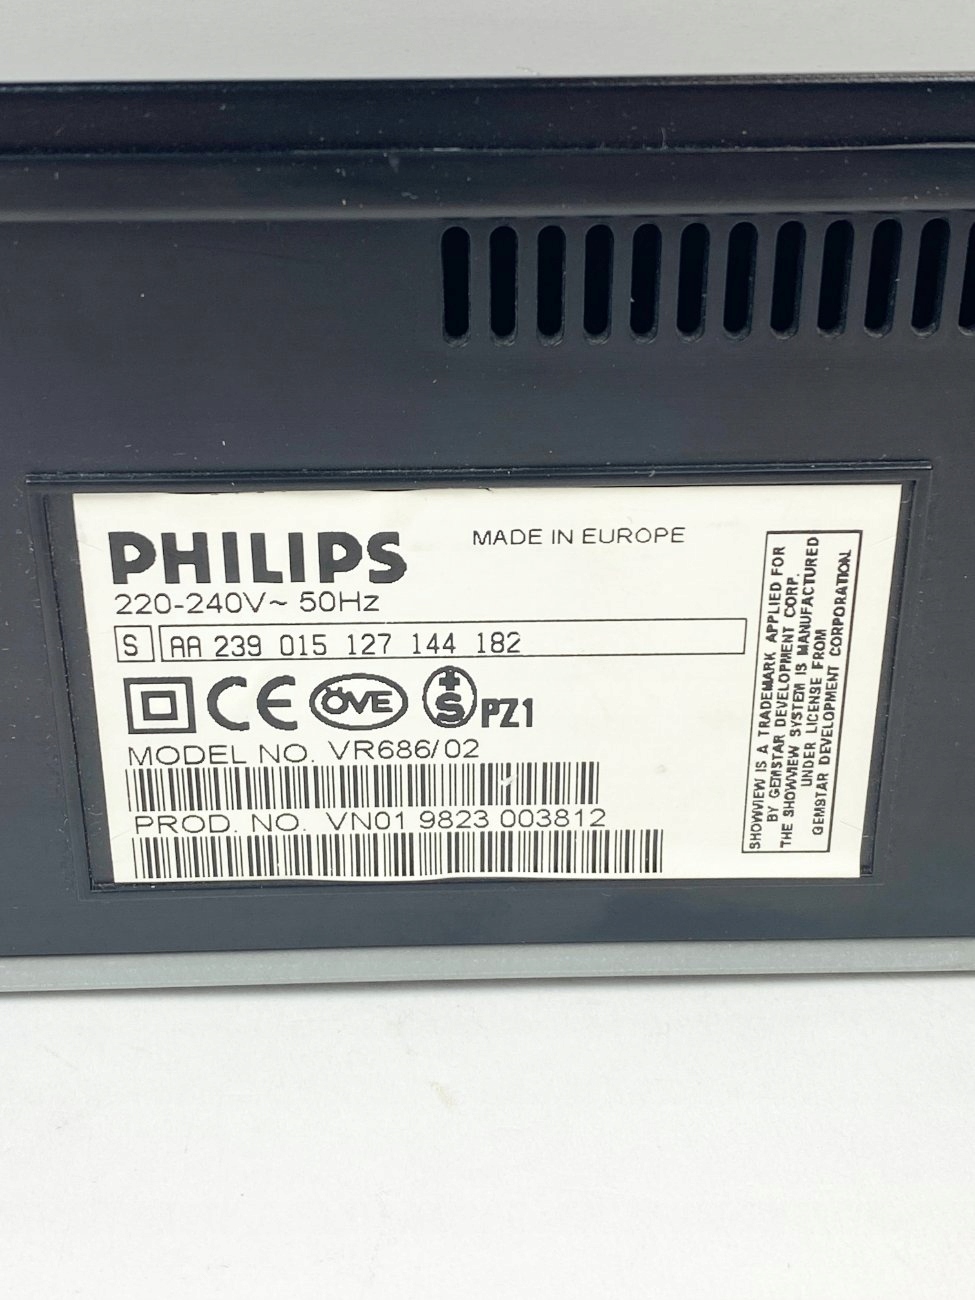 PHILIPS
MADE IN EUROPE
220-240V~ 50Hz
S AA 239 015 127 144 182
CE ÖVE +S PZ1
MODEL NO. VR686/02
PROD. NO. VN01 9823 003812
SHOWVIEW IS A TRADEMARK APPLIED FOR
BY GEMSTAR DEVELOPMENT CORP.
THE SHOWVIEW SYSTEM IS MANUFACTURED
UNDER LICENSE FROM
GEMSTAR DEVELOPMENT CORPORATION